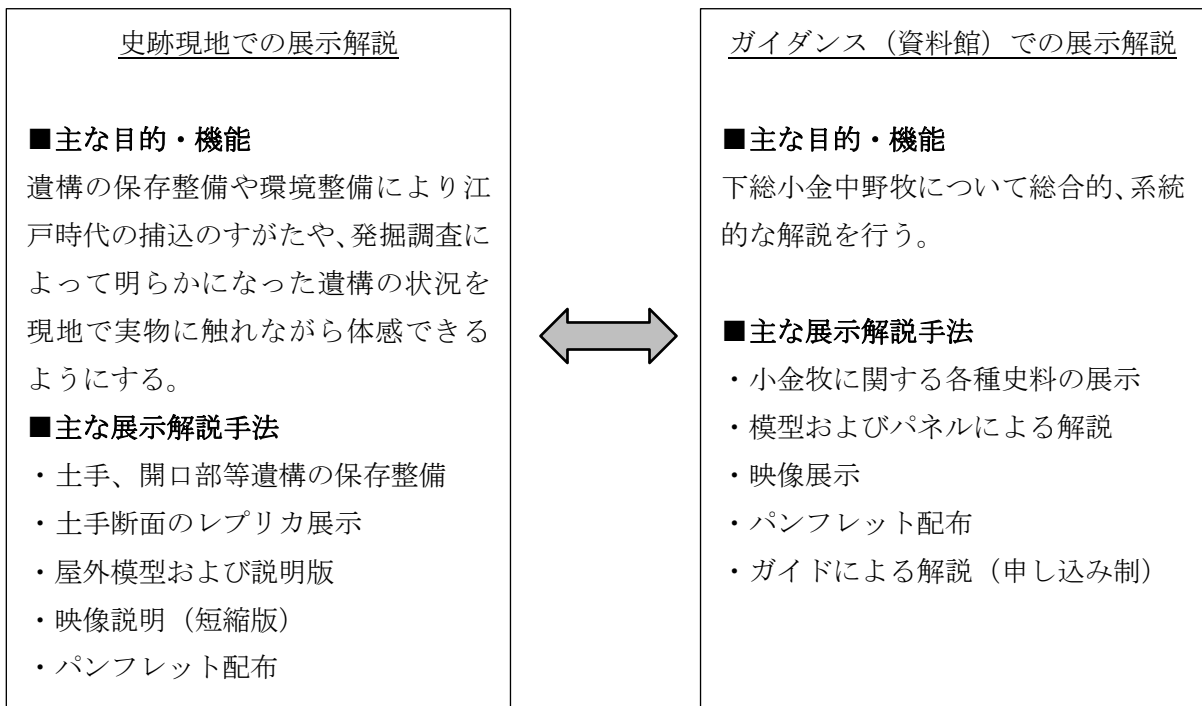 史跡現地での展示解説
■主な目的・機能
遺構の保存整備や環境整備により江
戸時代の捕込のすがたや、発掘調査に
よって明らかになった遺構の状況を
現地で実物に触れながら体感できる
ようにする。
■主な展示解説手法
・土手、開口部等遺構の保存整備
・土手断面のレプリカ展示
・屋外模型および説明版
・映像説明（短縮版）
・パンフレット配布
ガイダンス（資料館）での展示解説
■主な目的・機能
下総小金中野牧について総合的、系統
的な解説を行う。
■主な展示解説手法
・小金牧に関する各種史料の展示
・模型およびパネルによる解説
・映像展示
・パンフレット配布
・ガイドによる解説（申し込み制）